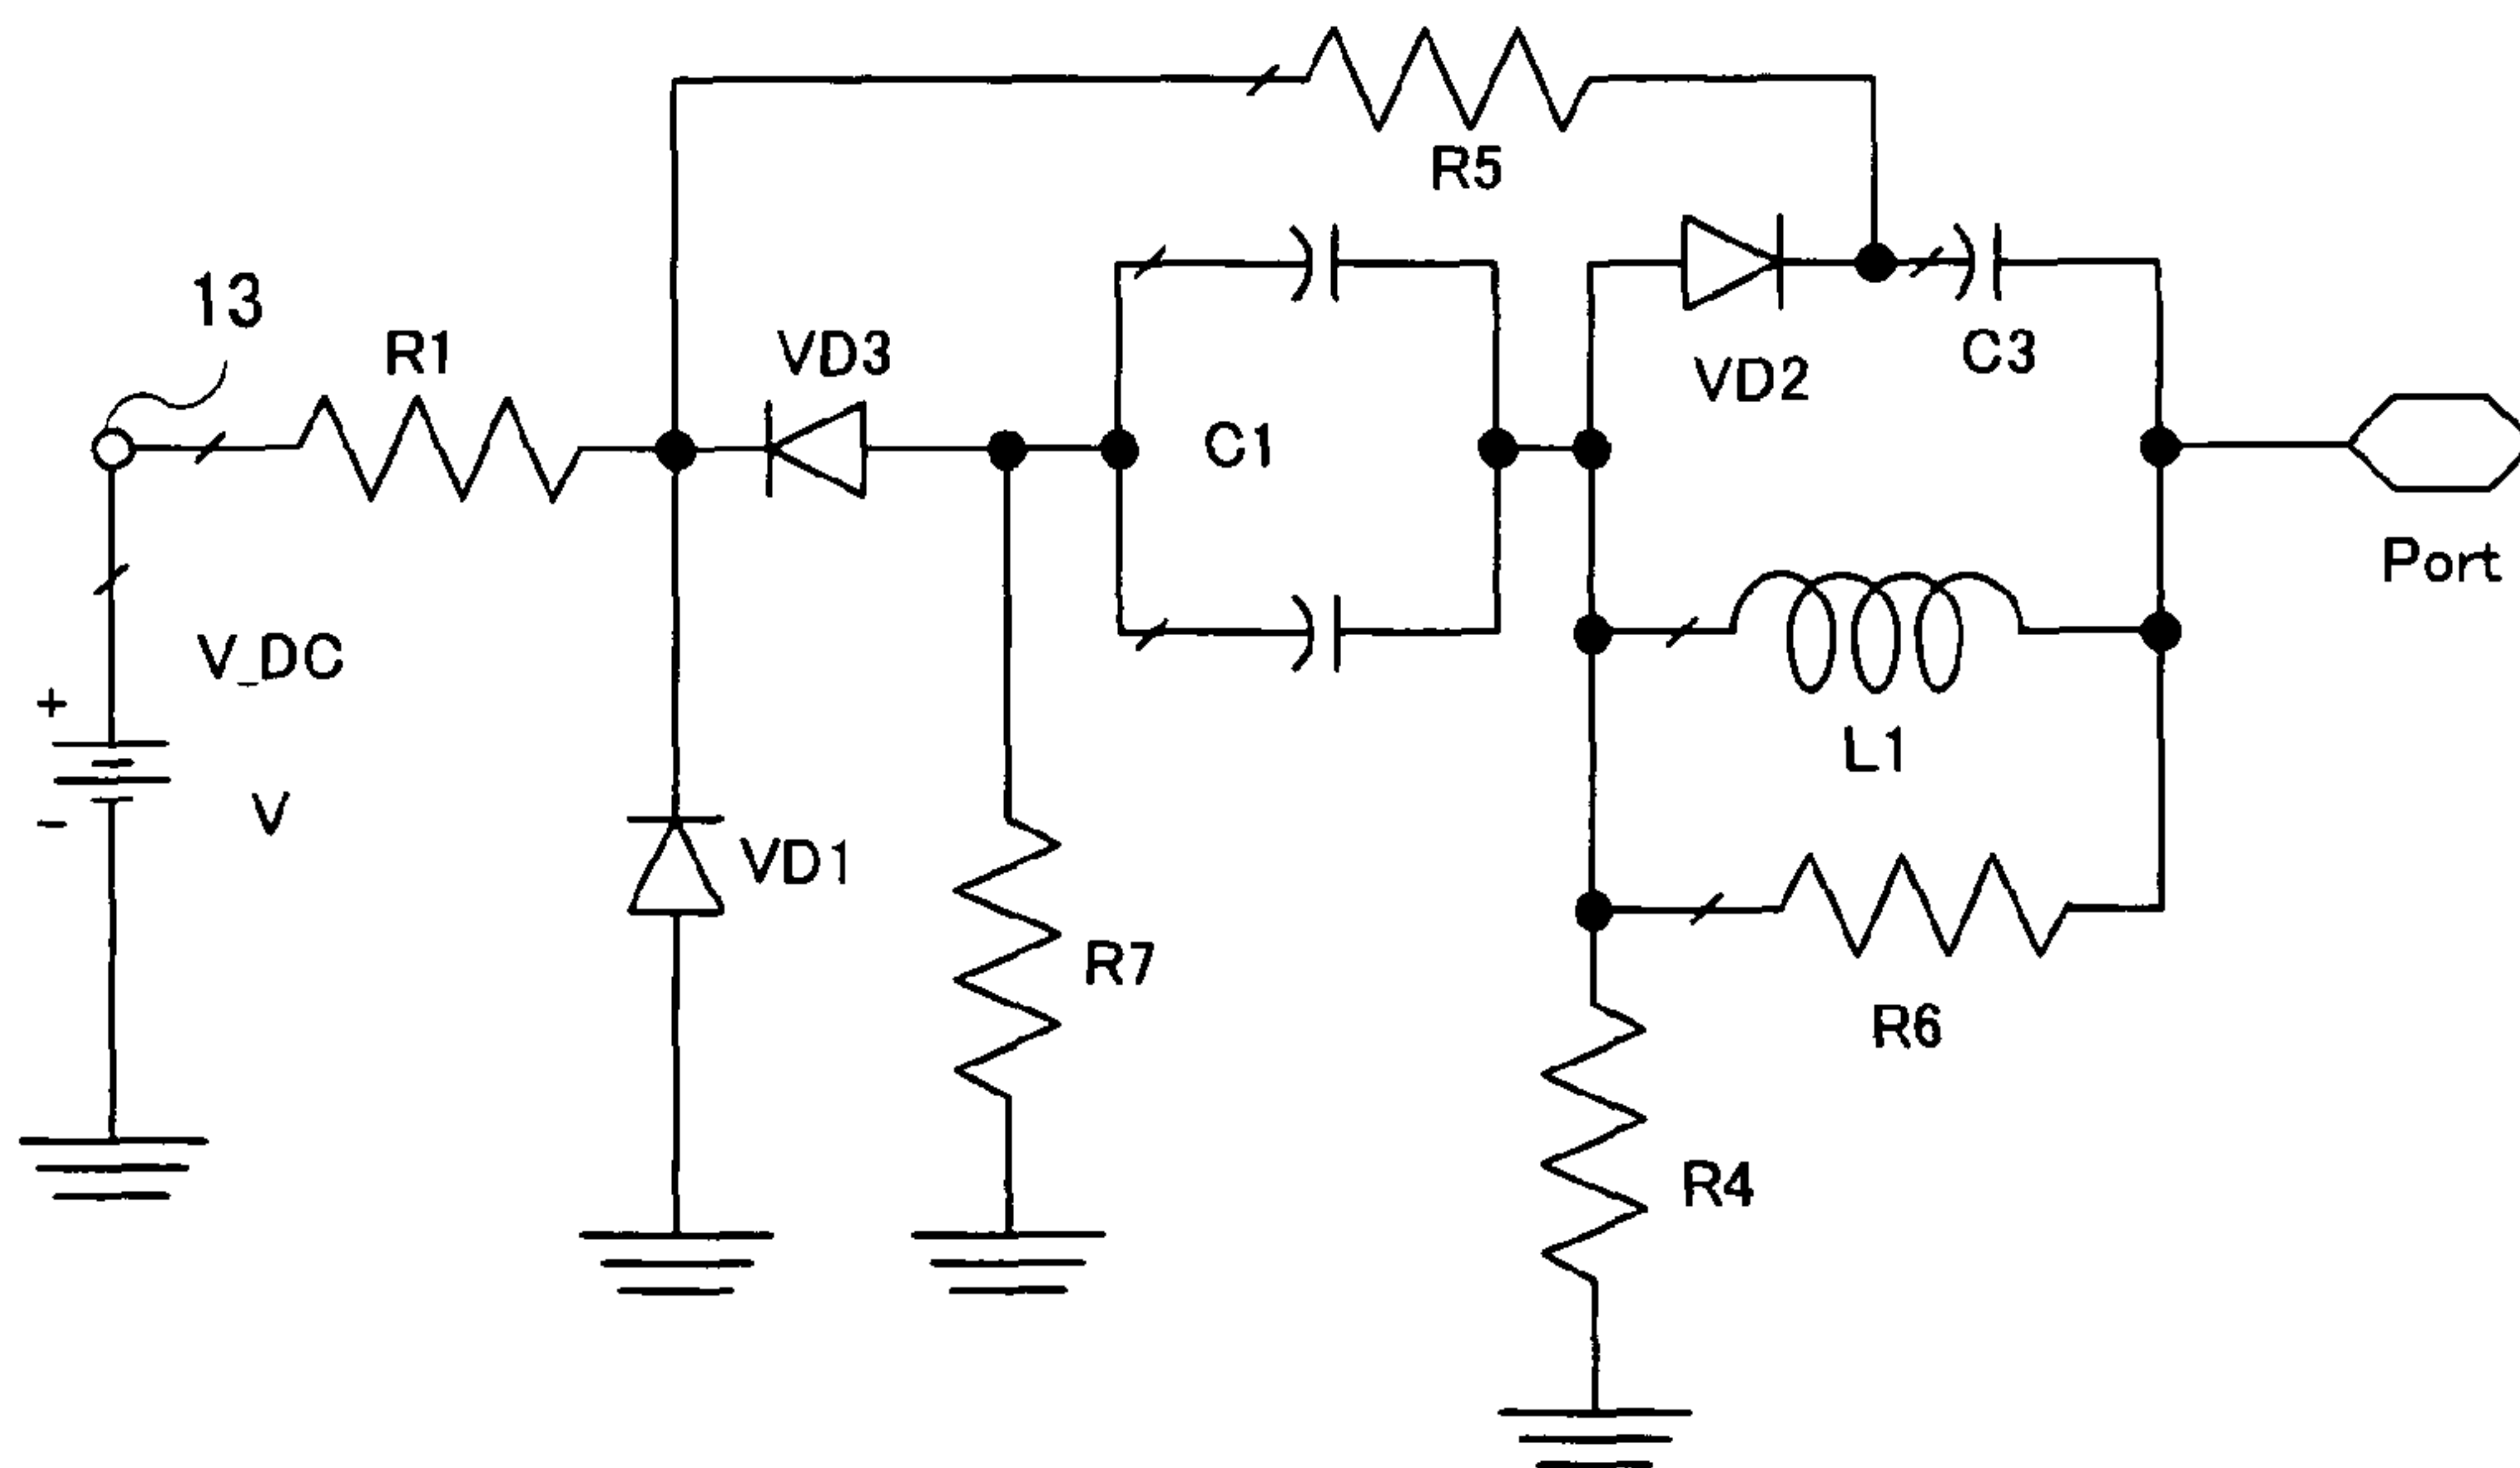 R5
13
R1
VD3
C1
VD2
C3
Port
V_DC
+
V
-
L1
VD1
R7
R6
R4